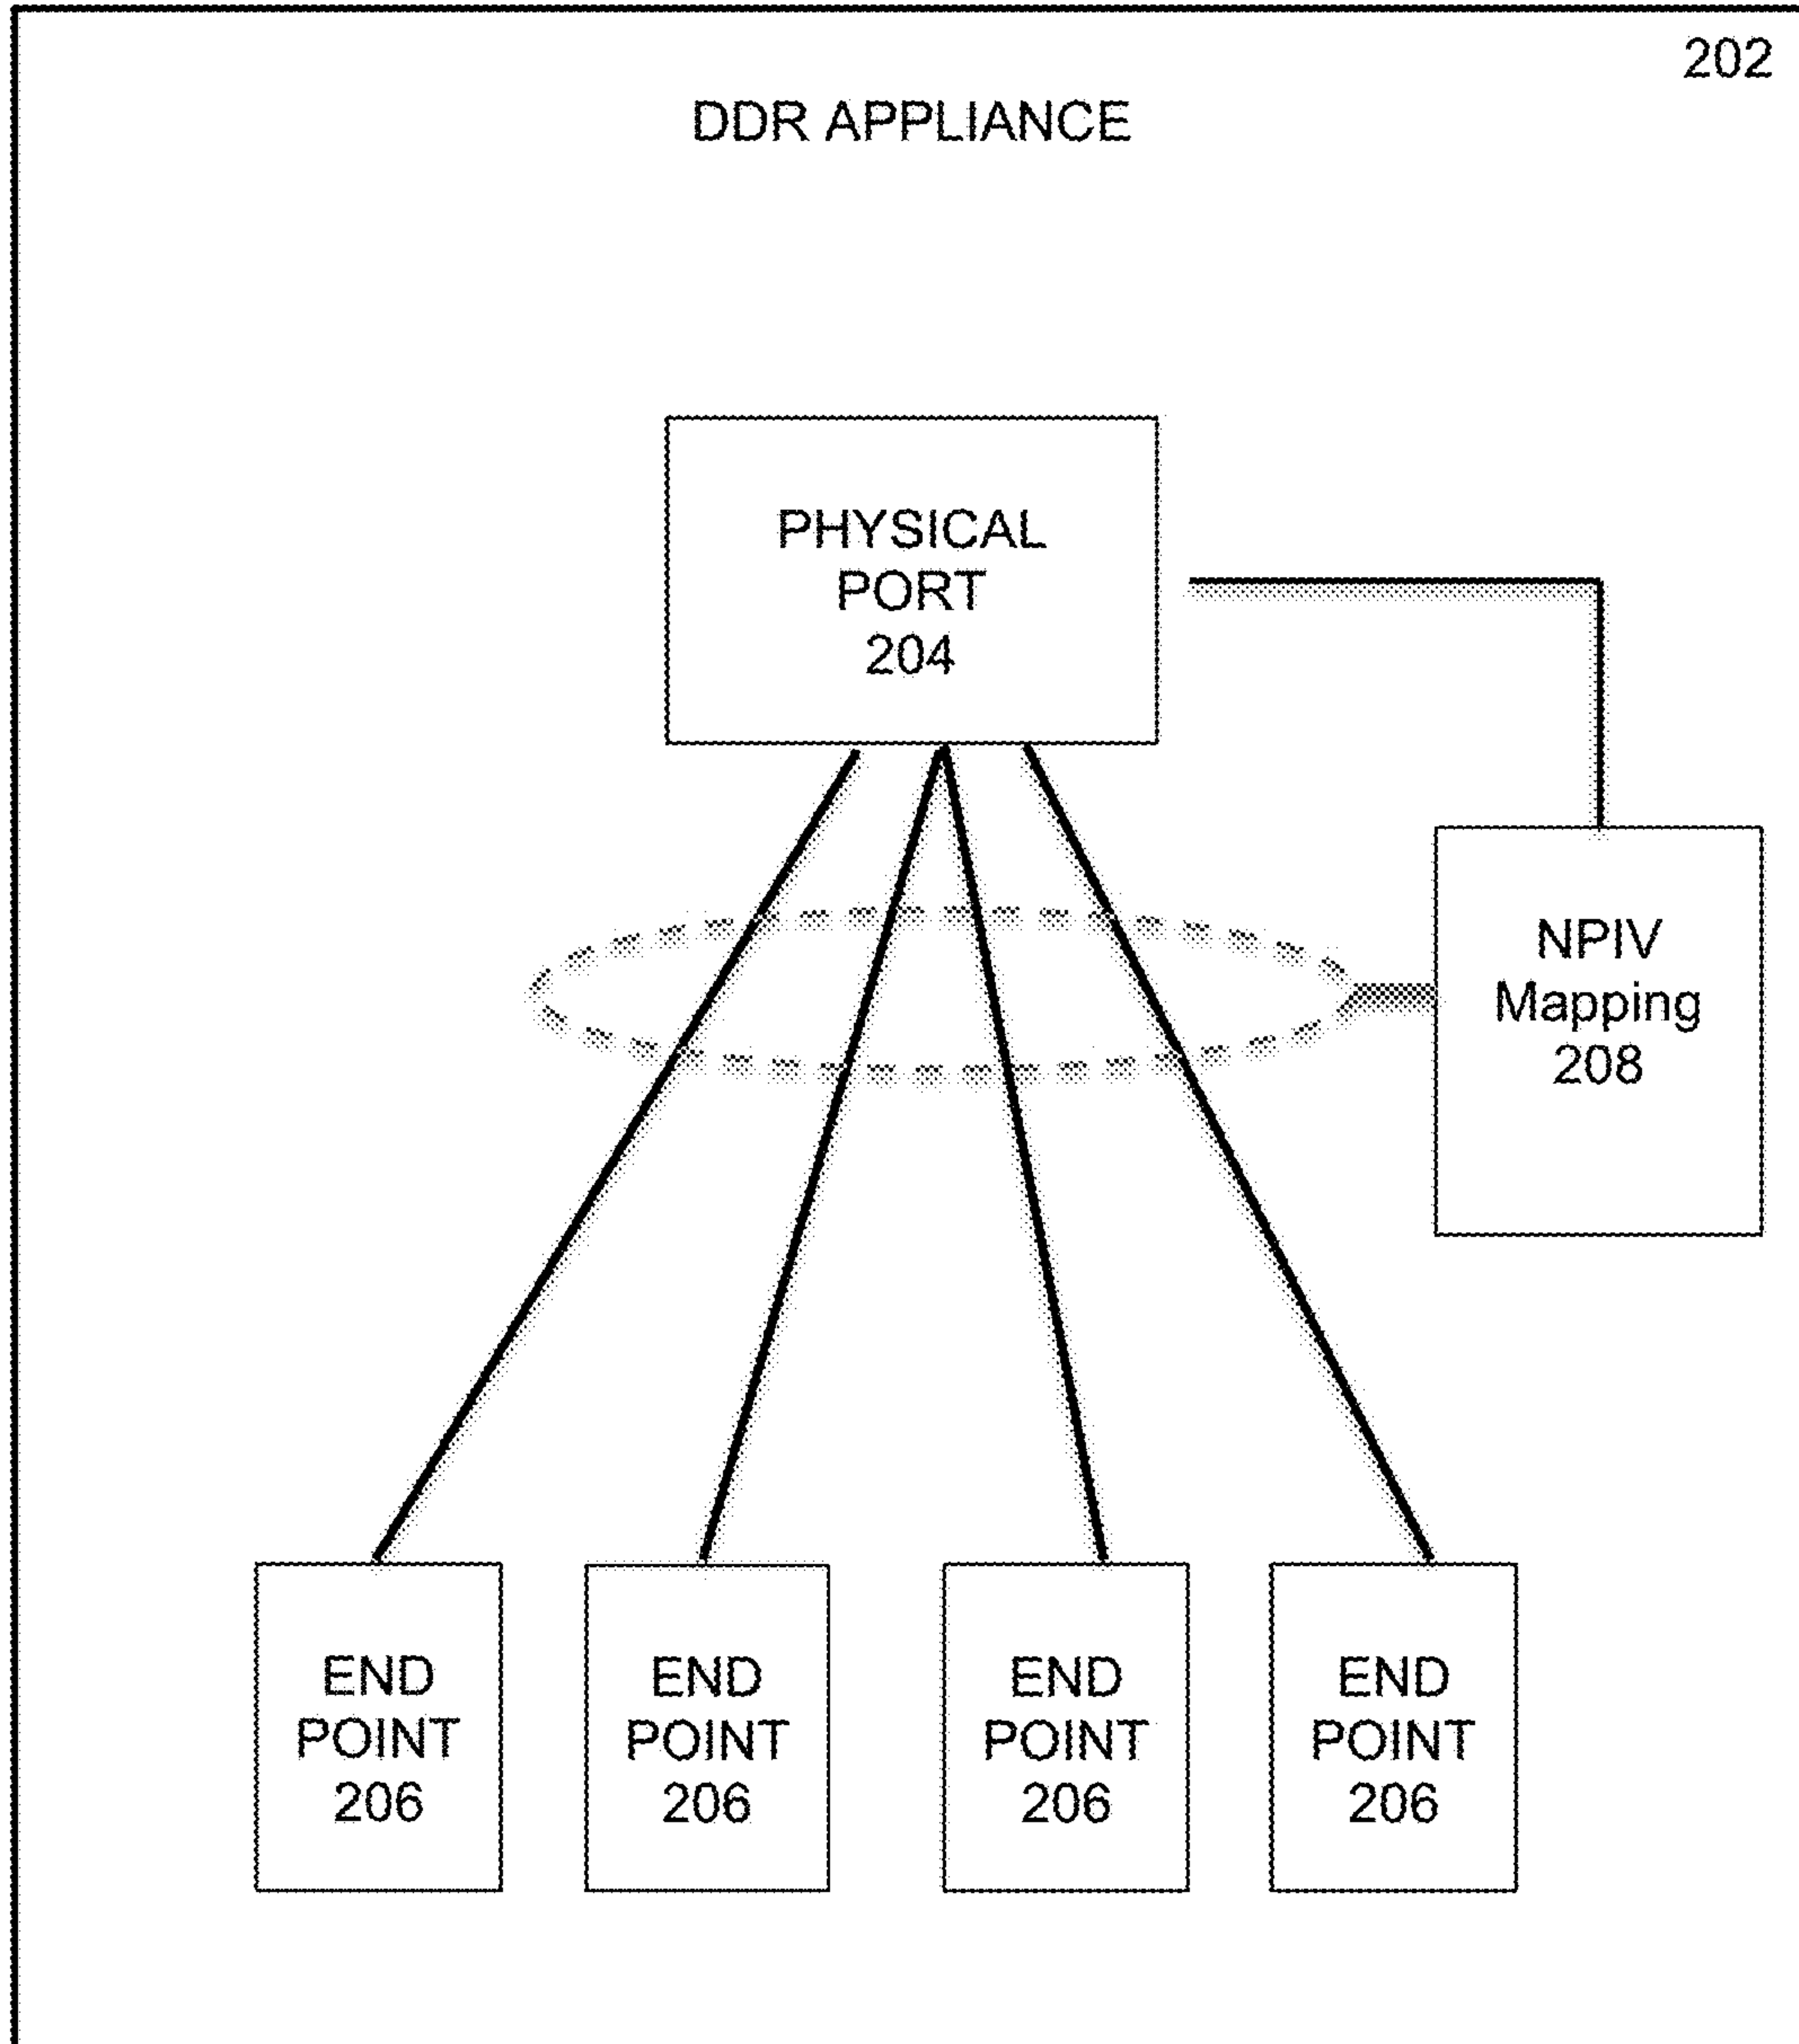 202
DDR APPLIANCE
PHYSICAL
PORT
204
NPIV
Mapping
208
END
POINT
206
END
POINT
206
END
POINT
206
END
POINT
206